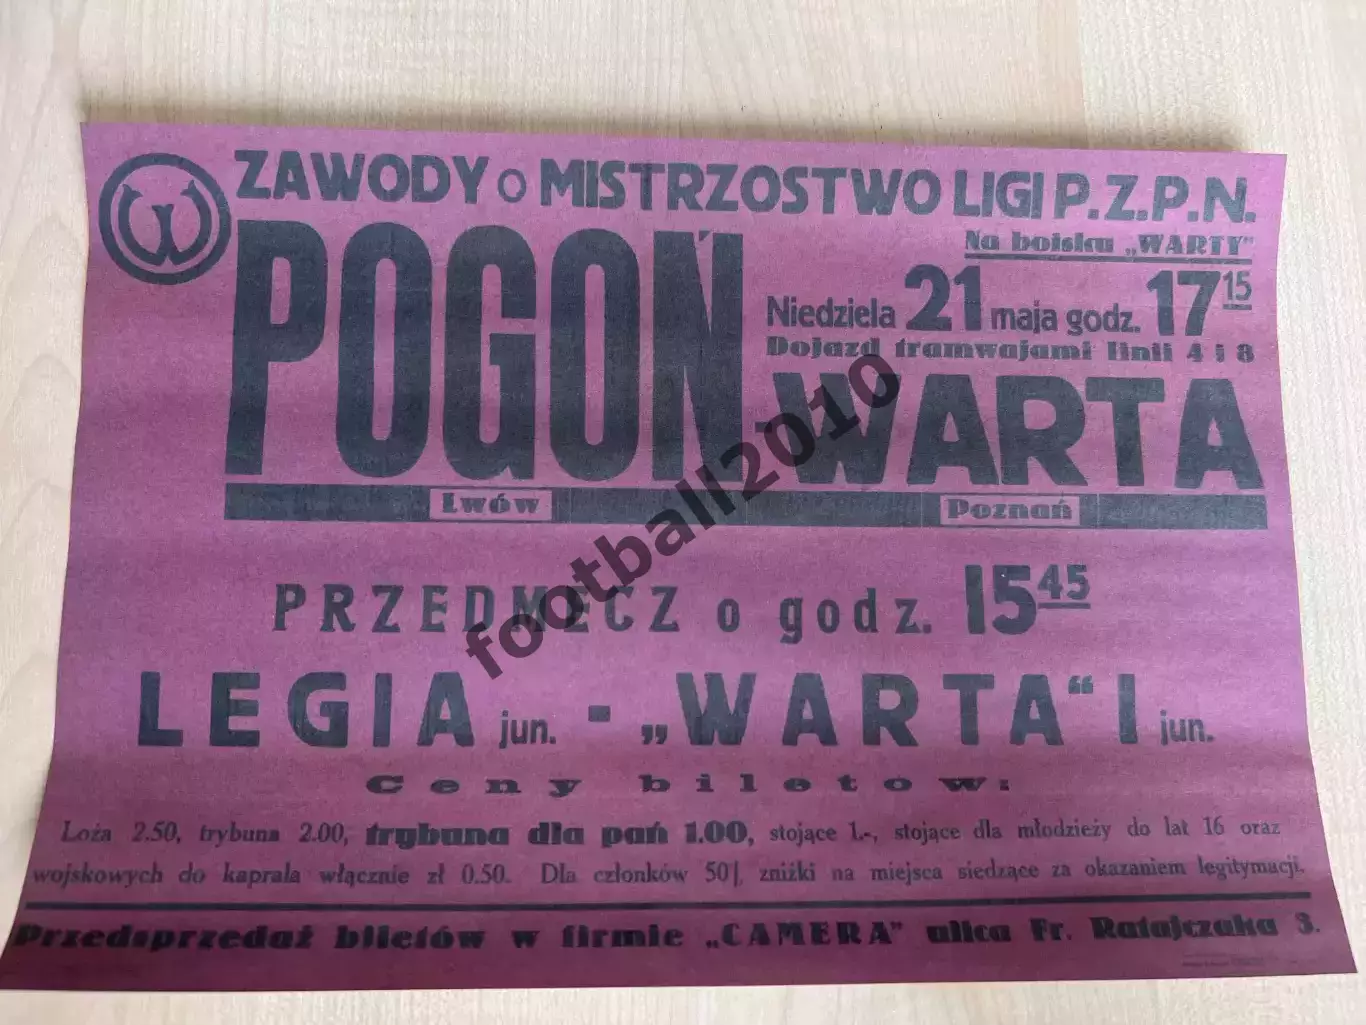 W
ZAWODY o MISTRZOSTWO LIGI P.Z.P.N.
Na boisku „WARTY”
POGOŃ
Niedziela 21 maja godz. 17 15
Dojazd tramwajami linii 4 i 8
WARTA
Lwów Poznań
PRZEDMECZ o godz. 15 45
LEGIA jun. - „WARTA” I jun.
Ceny biletow:
Loża 2.50, trybuna 2.00, trybuna dla pań 1.00, stojące 1.-, stojące dla młodzieży do lat 16 oraz
wojskowych do kaprala włącznie zł 0.50. Dla członków 50|, zniżki na miejsca siedzące za okazaniem legitymacji.
Przedsprzedaż biletów w firmie „CAMERA” ulica Fr. Ratajczaka 3.
football2010